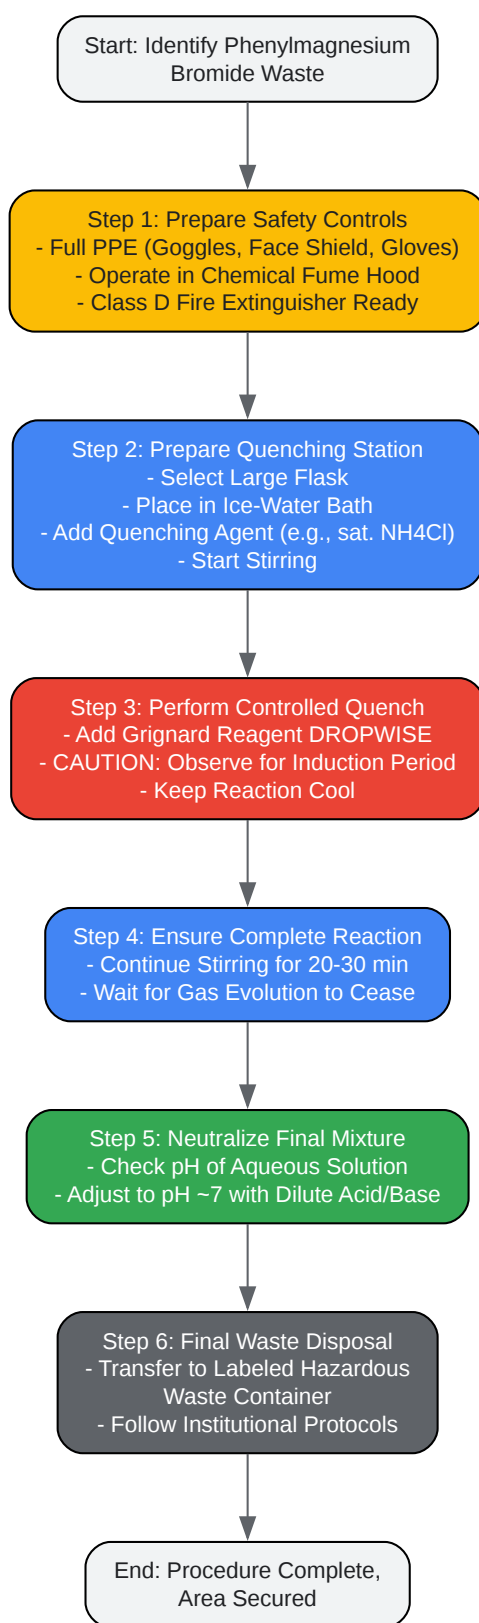 Start: Identify Phenylmagnesium
Bromide Waste
Step 1: Prepare Safety Controls
- Full PPE (Goggles, Face Shield, Gloves)
- Operate in Chemical Fume Hood
- Class D Fire Extinguisher Ready
Step 2: Prepare Quenching Station
- Select Large Flask
- Place in Ice-Water Bath
- Add Quenching Agent (e.g., sat. NH4Cl)
- Start Stirring
Step 3: Perform Controlled Quench
- Add Grignard Reagent DROPWISE
- CAUTION: Observe for Induction Period
- Keep Reaction Cool
Step 4: Ensure Complete Reaction
- Continue Stirring for 20-30 min
- Wait for Gas Evolution to Cease
Step 5: Neutralize Final Mixture
- Check pH of Aqueous Solution
- Adjust to pH ~7 with Dilute Acid/Base
Step 6: Final Waste Disposal
- Transfer to Labeled Hazardous
Waste Container
- Follow Institutional Protocols
End: Procedure Complete,
Area Secured